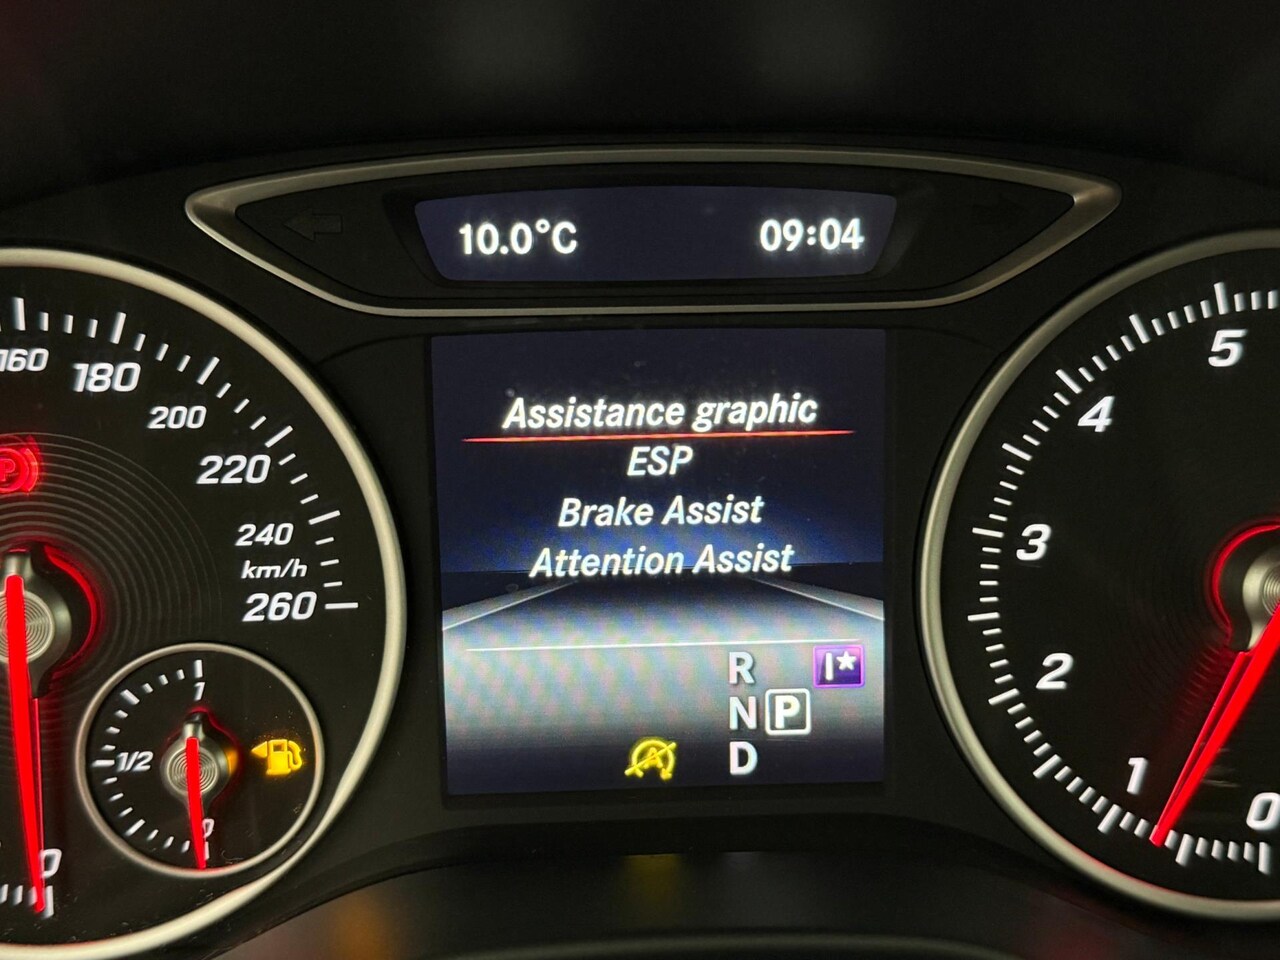 10.0°C 09:04
160
180
200
220
240
km/h
260
1
1/2
0
0
P
Assistance graphic
ESP
Brake Assist
Attention Assist
R
I*
N P
D
A
5
4
3
2
1
0